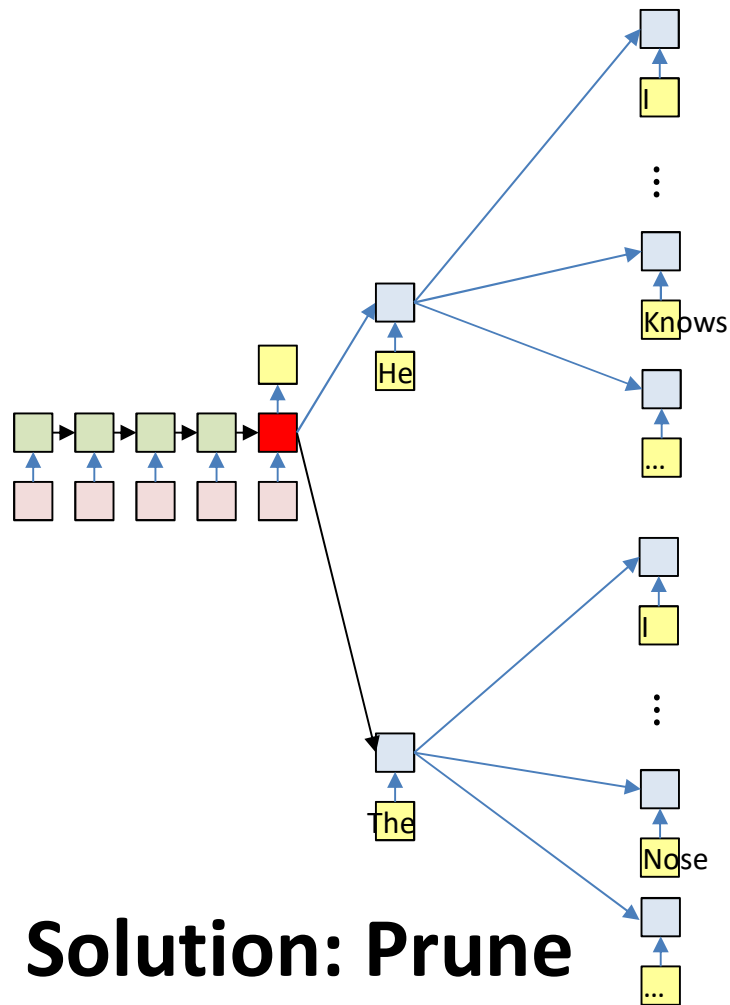 I
⋮
Knows
He
...
I
⋮
The
Nose
...
Solution: Prune